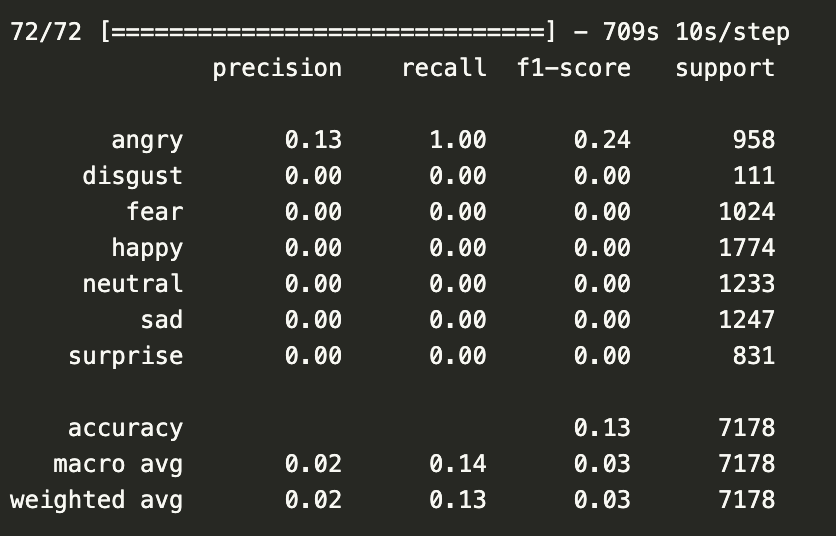 72/72 [==============================] - 709s 10s/step
precision recall f1-score support
angry 0.13 1.00 0.24 958
disgust 0.00 0.00 0.00 111
fear 0.00 0.00 0.00 1024
happy 0.00 0.00 0.00 1774
neutral 0.00 0.00 0.00 1233
sad 0.00 0.00 0.00 1247
surprise 0.00 0.00 0.00 831
accuracy 0.13 7178
macro avg 0.02 0.14 0.03 7178
weighted avg 0.02 0.13 0.03 7178